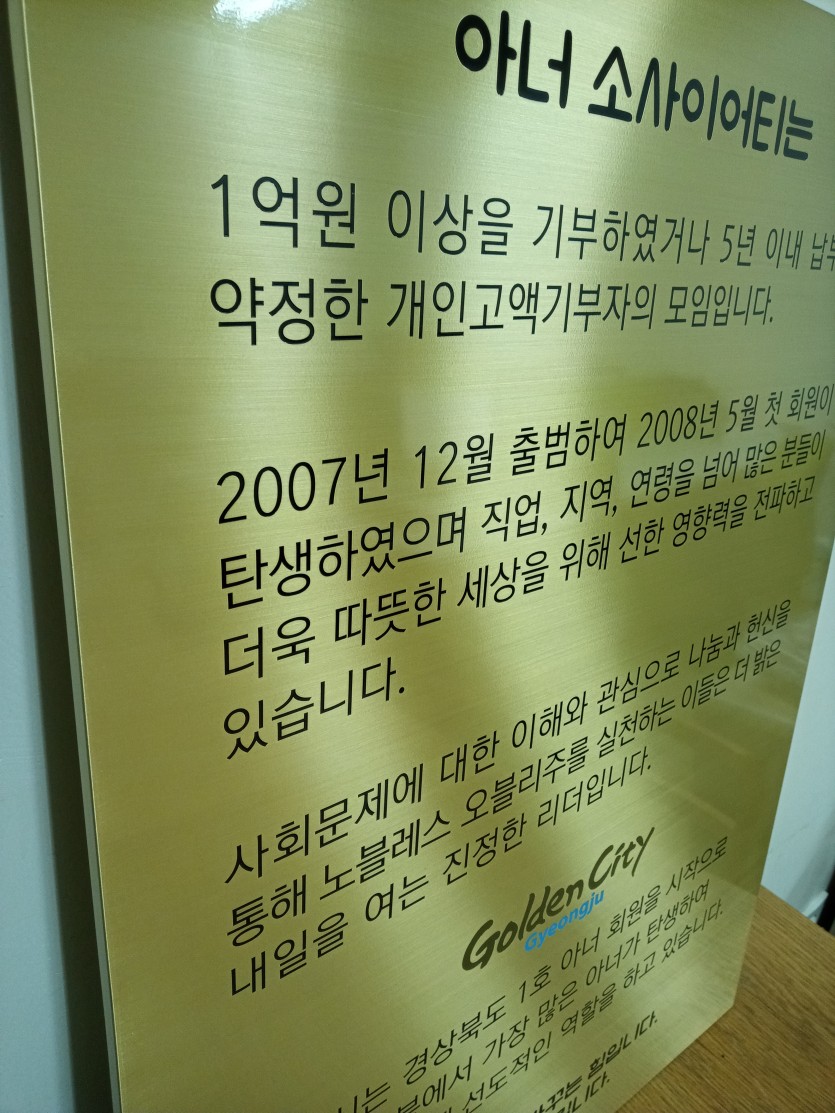 아너 소사이어티는
1억원 이상을 기부하였거나 5년 이내 납부
약정한 개인고액기부자의 모임입니다.
2007년 12월 출범하여 2008년 5월 첫 회원이
탄생하였으며 직업, 지역, 연령을 넘어 많은 분들이
더욱 따뜻한 세상을 위해 선한 영향력을 전파하고
있습니다.
사회문제에 대한 이해와 관심으로 나눔과 헌신을
통해 노블레스 오블리주를 실천하는 이들은 더 밝은
내일을 여는 진정한 리더입니다.
Golden City
Gyeongju
경상북도 1호 아너 회원을 시작으로
가장 많은 아너가 탄생하여
선도적인 역할을 하고 있습니다.
힘입니다.